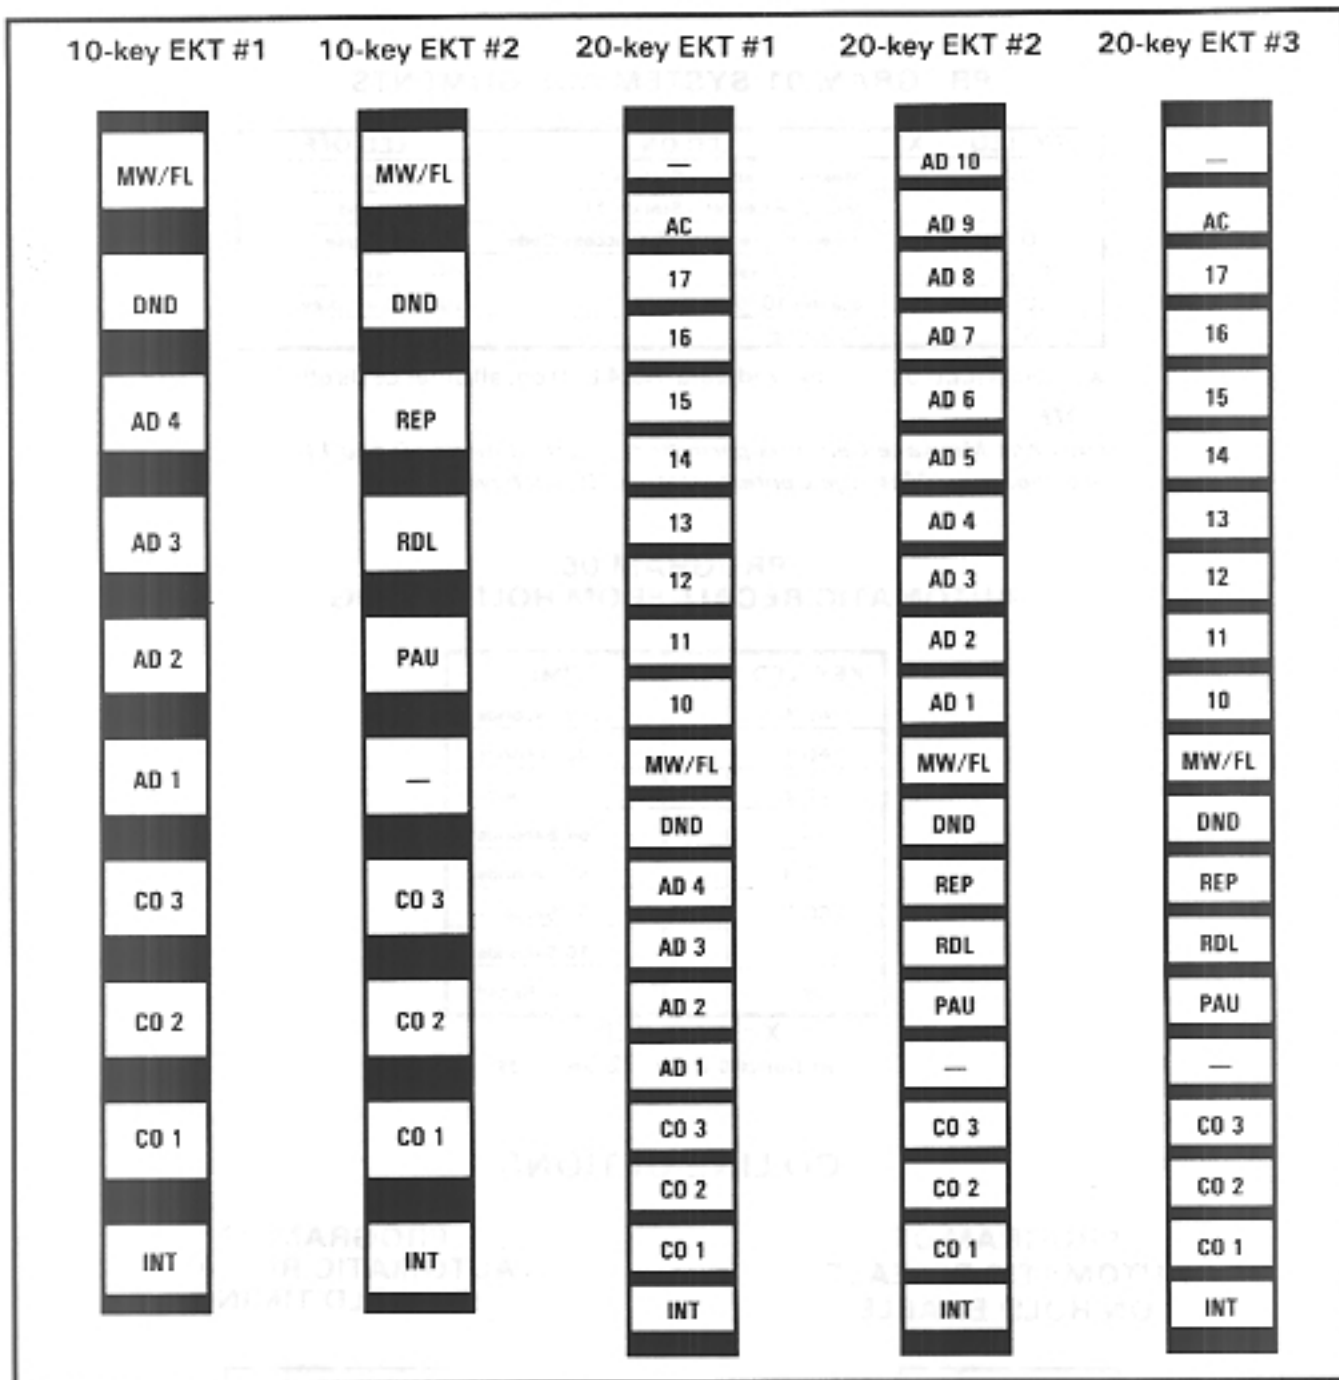 10-key EKT #1
MW/FL
DND
AD 4
AD 3
AD 2
AD 1
CO 3
CO 2
CO 1
INT
10-key EKT #2
MW/FL
DND
REP
RDL
PAU
—
CO 3
CO 2
CO 1
INT
20-key EKT #1
—
AC
17
16
15
14
13
12
11
10
MW/FL
DND
AD 4
AD 3
AD 2
AD 1
CO 3
CO 2
CO 1
INT
20-key EKT #2
AD 10
AD 9
AD 8
AD 7
AD 6
AD 5
AD 4
AD 3
AD 2
AD 1
MW/FL
DND
REP
RDL
PAU
—
CO 3
CO 2
CO 1
INT
20-key EKT #3
—
AC
17
16
15
14
13
12
11
10
MW/FL
DND
REP
RDL
PAU
—
CO 3
CO 2
CO 1
INT